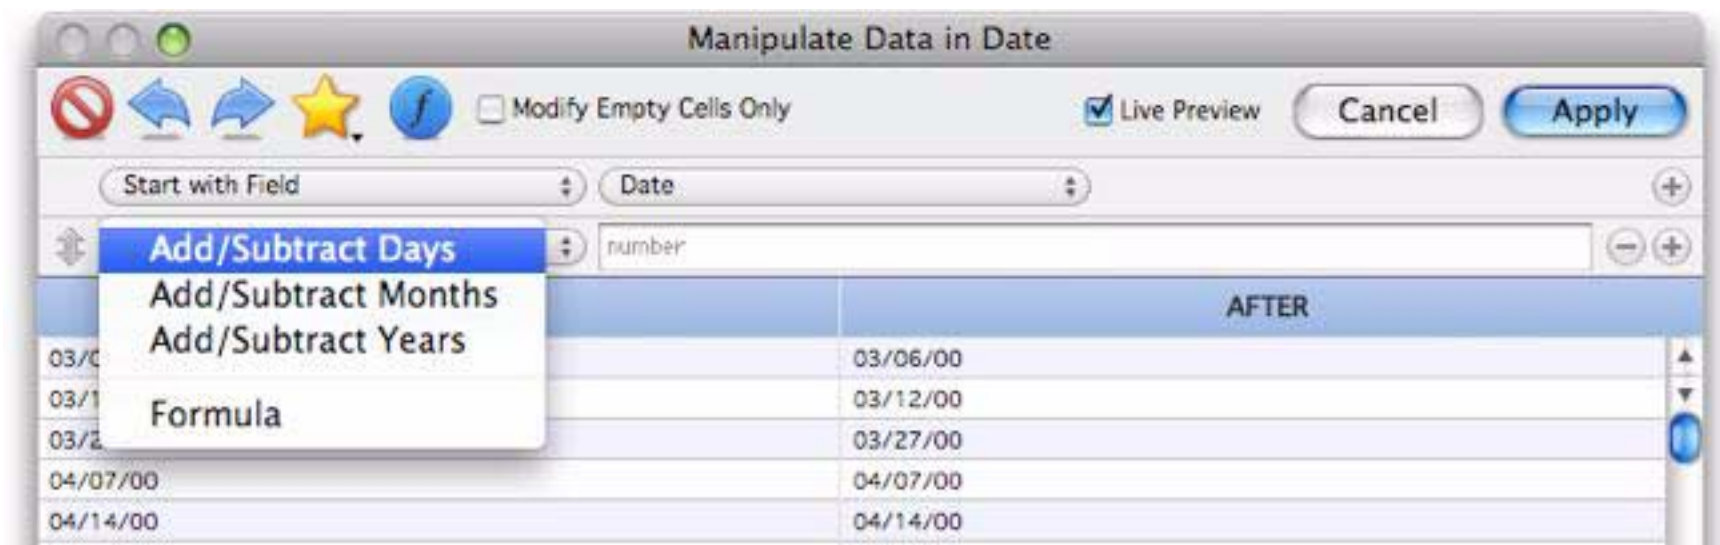 Manipulate Data in Date
Modify Empty Cells Only
Live Preview
Cancel
Apply
Start with Field
Date
Add/Subtract Days
number
Add/Subtract Months
Add/Subtract Years
Formula
AFTER
03/06/00
03/12/00
03/27/00
04/07/00 04/07/00
04/14/00 04/14/00